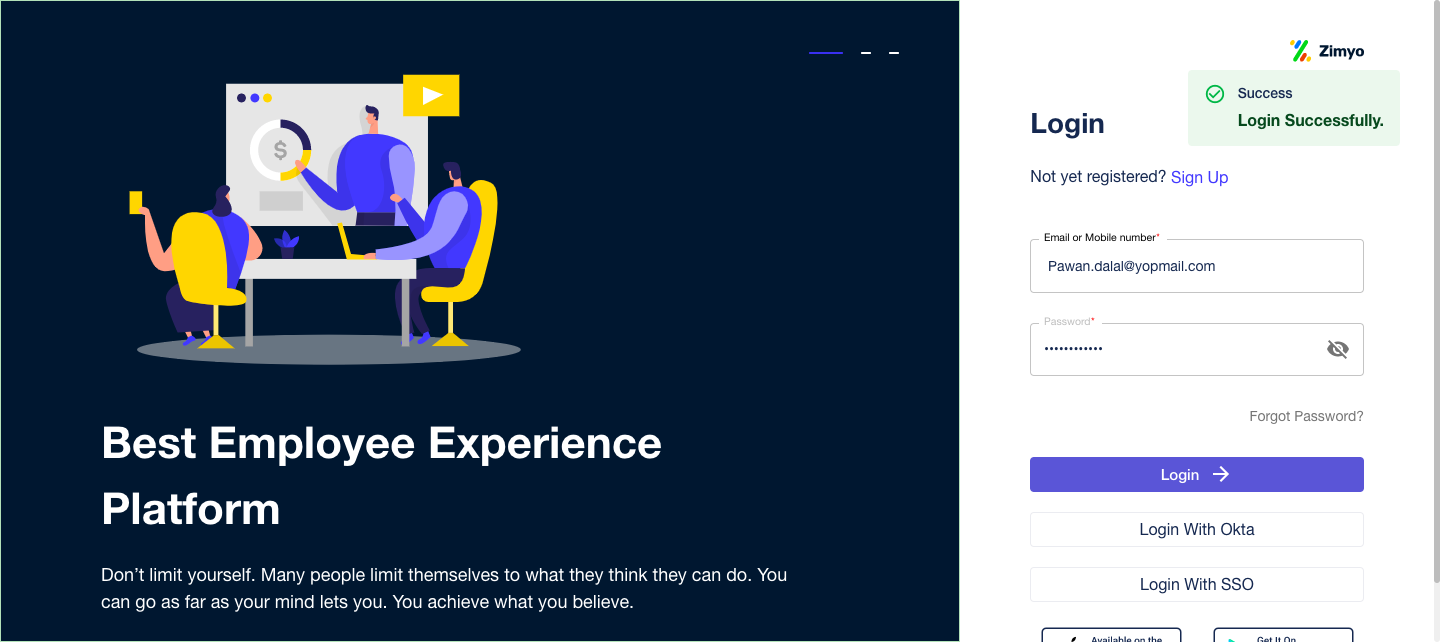 $
Best Employee Experience
Platform
Don’t limit yourself. Many people limit themselves to what they think they can do. You
can go as far as your mind lets you. You achieve what you believe.
Zimyo
Success
Login Successfully.
Login
Not yet registered? Sign Up
Email or Mobile number*
Pawan.dalal@yopmail.com
Password*
••••••••••••
Forgot Password?
Login
Login With Okta
Login With SSO
Available on the
Get It On